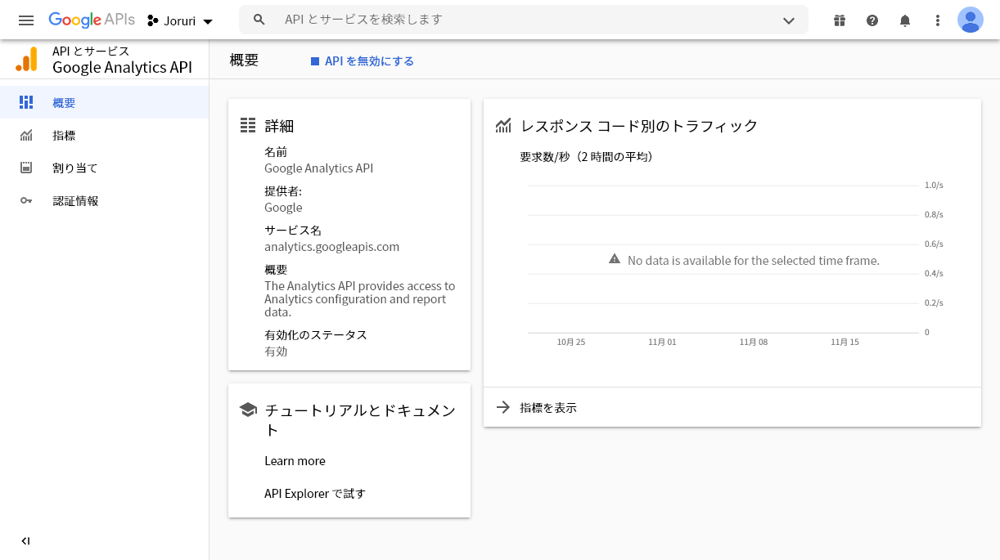 Google APIs
Joruri
API とサービスを検索します
API とサービス
Google Analytics API
概要
API を無効にする
概要
指標
割り当て
認証情報
詳細
名前
Google Analytics API
提供者:
Google
サービス名
analytics.googleapis.com
概要
The Analytics API provides access to
Analytics configuration and report
data.
有効化のステータス
有効
チュートリアルとドキュメン
ト
Learn more
API Explorer で試す
レスポンス コード別のトラフィック
要求数/秒（2 時間の平均）
1.0/s
0.8/s
0.6/s
No data is available for the selected time frame.
0.4/s
0.2/s
0
10月 25
11月 01
11月 08
11月 15
指標を表示